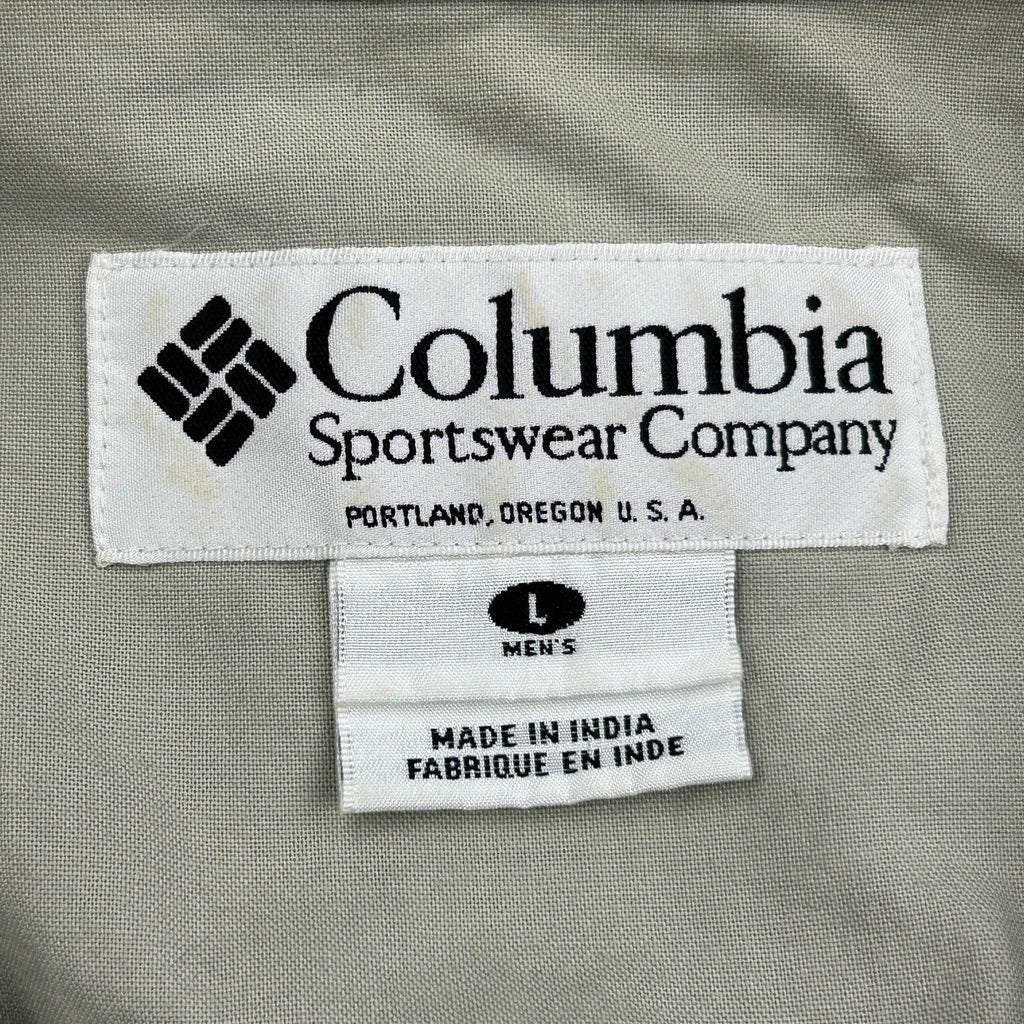 Columbia
Sportswear Company
PORTLAND, OREGON U. S. A.
L
MEN'S
MADE IN INDIA
FABRIQUE EN INDE